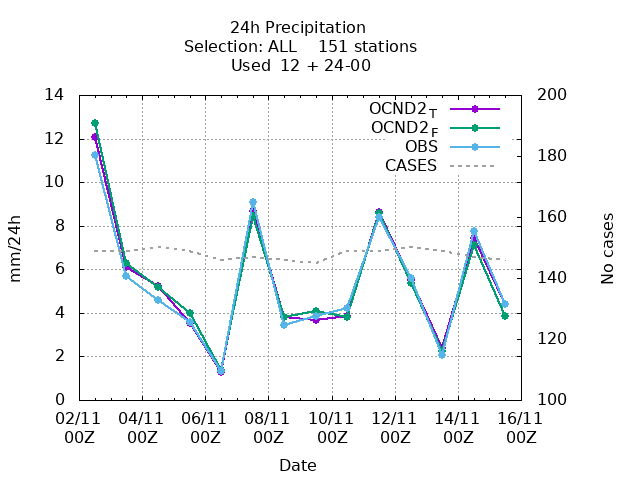 24h Precipitation
Selection: ALL    151 stations
Used  12 + 24-00
14
12
10
8
6
4
2
0
mm/24h
200
180
160
140
120
100
No cases
OCND2T
OCND2F
OBS
CASES
02/11 04/11 06/11 08/11 10/11 12/11 14/11 16/11
00Z 00Z 00Z 00Z 00Z 00Z 00Z 00Z
Date